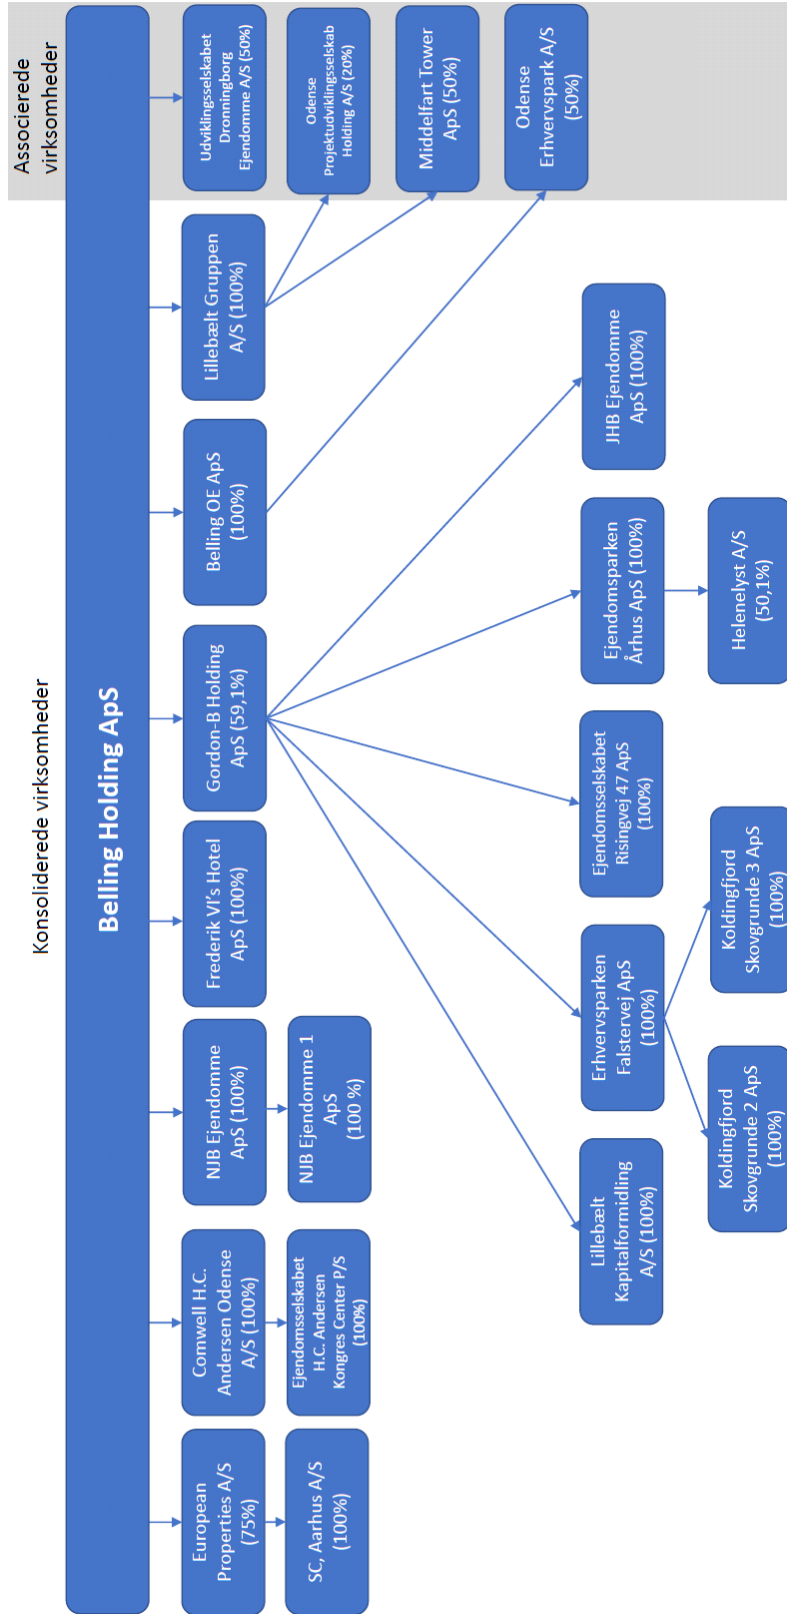 Konsoliderede virksomheder
Associerede
virksomheder
Belling Holding ApS
European
Properties A/S
(75%)
Comwell H.C.
Andersen Odense
A/S (100%)
NJB Ejendomme
ApS (100%)
Frederik VI's Hotel
ApS (100%)
Gordon-B Holding
ApS (59,1%)
Belling OE ApS
(100%)
Lillebælt Gruppen
A/S (100%)
Udviklingsselskabet
Dronningborg
Ejendomme A/S (50%)
SC, Aarhus A/S
(100%)
Ejendomsselskabet
H.C. Andersen
Kongres Center P/S
(100%)
NJB Ejendomme 1
ApS
(100 %)
Odense
Projektudviklingsselskab
Holding A/S (20%)
Middelfart Tower
ApS (50%)
Odense
Erhvervspark A/S
(50%)
Lillebælt
Kapitalformidling
A/S (100%)
Erhvervsparken
Falstervej ApS
(100%)
Ejendomsselskabet
Risingvej 47 ApS
(100%)
Ejendomsparken
Århus ApS (100%)
JHB Ejendomme
ApS (100%)
Koldingfjord
Skovgrunde 2 ApS
(100%)
Koldingfjord
Skovgrunde 3 ApS
(100%)
Helenelyst A/S
(50,1%)